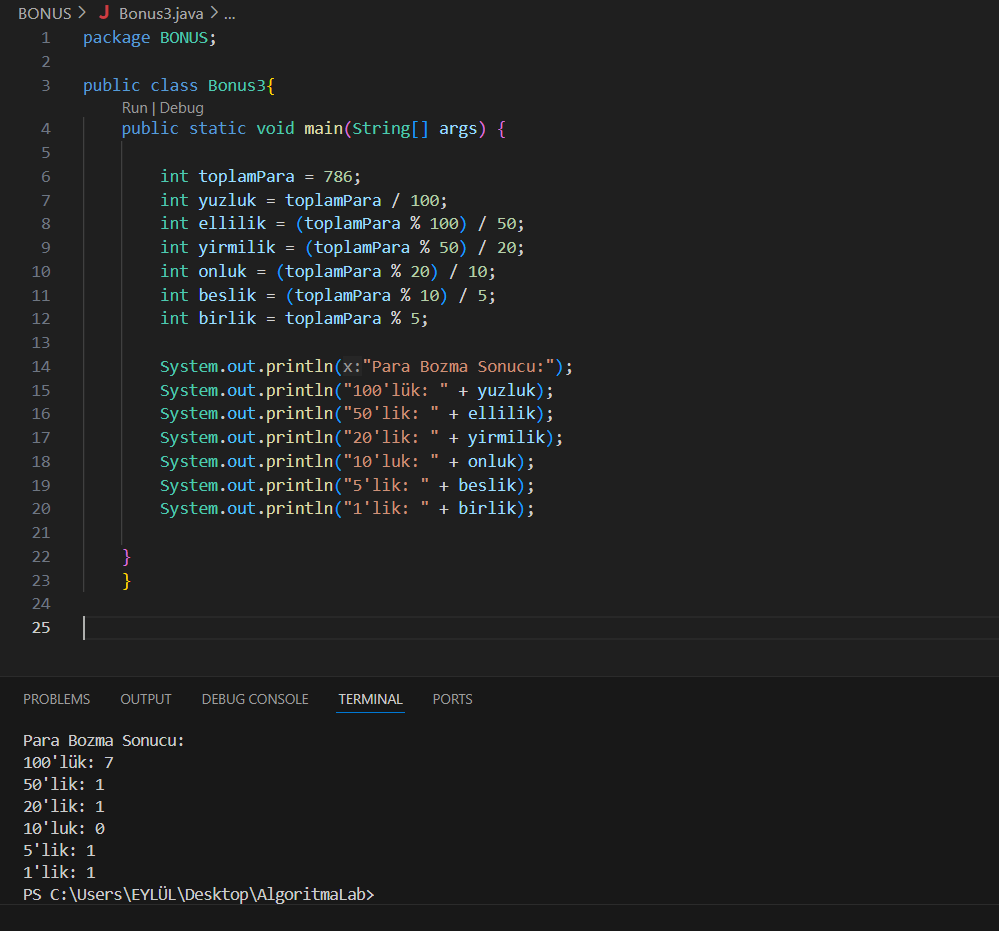 BONUS > J Bonus3.java > ...
1 package BONUS;
2
3 public class Bonus3{
Run | Debug
4 public static void main(String[] args) {
5
6 int toplamPara = 786;
7 int yuzluk = toplamPara / 100;
8 int ellilik = (toplamPara % 100) / 50;
9 int yirmilik = (toplamPara % 50) / 20;
10 int onluk = (toplamPara % 20) / 10;
11 int beslik = (toplamPara % 10) / 5;
12 int birlik = toplamPara % 5;
13
14 System.out.println(x:"Para Bozma Sonucu:");
15 System.out.println("100'lük: " + yuzluk);
16 System.out.println("50'lik: " + ellilik);
17 System.out.println("20'lik: " + yirmilik);
18 System.out.println("10'luk: " + onluk);
19 System.out.println("5'lik: " + beslik);
20 System.out.println("1'lik: " + birlik);
21
22 }
23 }
24
25
PROBLEMS OUTPUT DEBUG CONSOLE TERMINAL PORTS
Para Bozma Sonucu:
100'lük: 7
50'lik: 1
20'lik: 1
10'luk: 0
5'lik: 1
1'lik: 1
PS C:\Users\EYLÜL\Desktop\AlgoritmaLab>